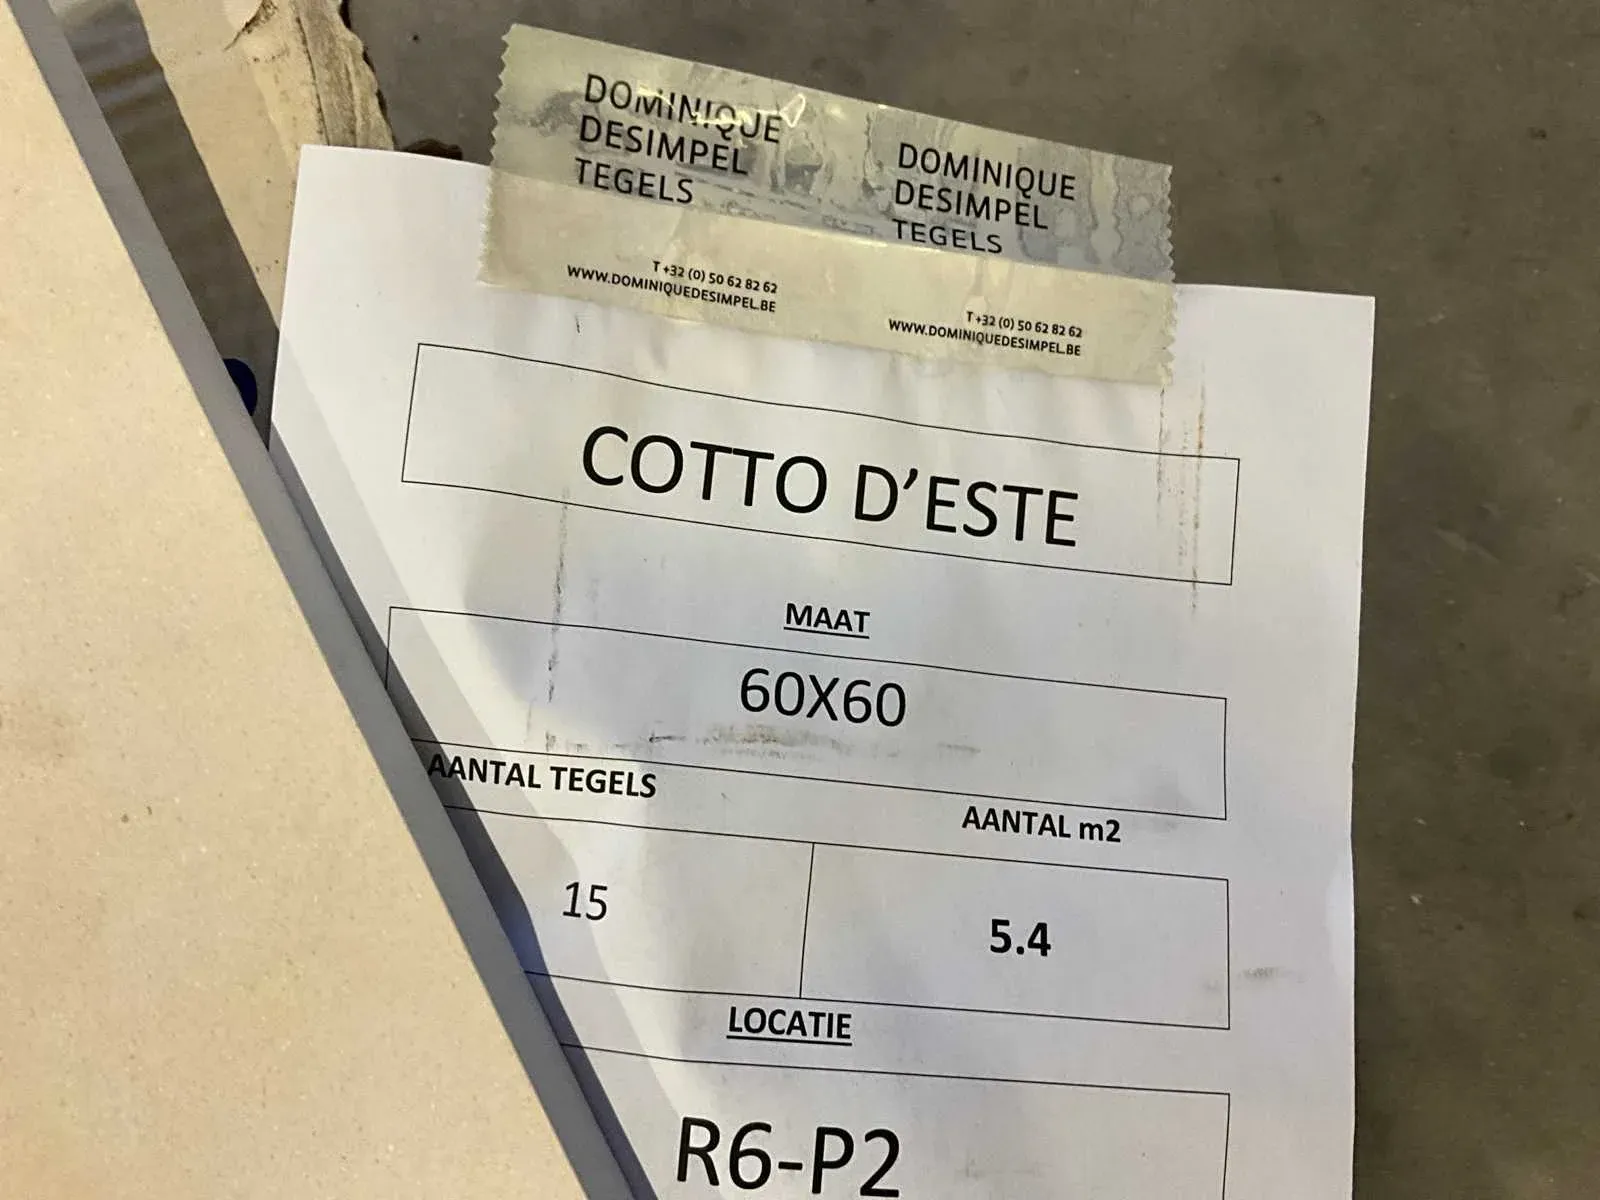 DOMINIQUE
DESIMPEL
TEGELS
T +32 (0) 50 62 82 62
WWW.DOMINIQUEDESIMPEL.BE
DOMINIQUE
DESIMPEL
TEGELS
T +32 (0) 50 62 82 62
WWW.DOMINIQUEDESIMPEL.BE
COTTO D'ESTE
MAAT
60X60
AANTAL TEGELS
AANTAL m2
15
5.4
LOCATIE
R6-P2